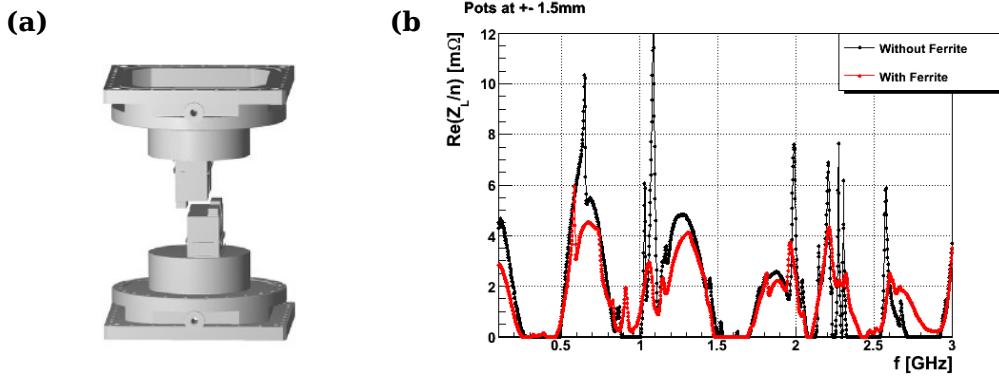 (a)
(b)
Pots at +- 1.5mm
Re(Z_L/n) [mΩ]
12
10
8
6
4
2
0
Without Ferrite
With Ferrite
0.5
1
1.5
2
2.5
3
f [GHz]